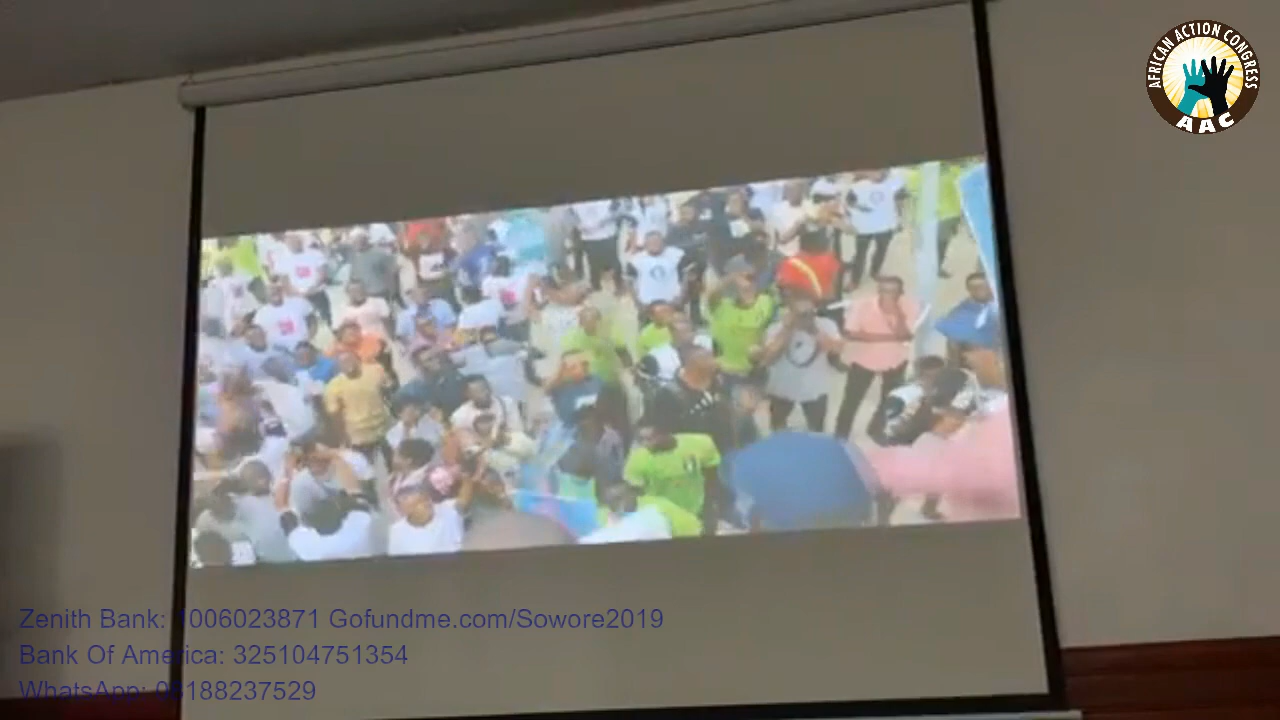 AFRICAN ACTION CONGRESS
AAC
Zenith Bank: 1006023871 Gofundme.com/Sowore2019
Bank Of America: 325104751354
WhatsApp: 08188237529